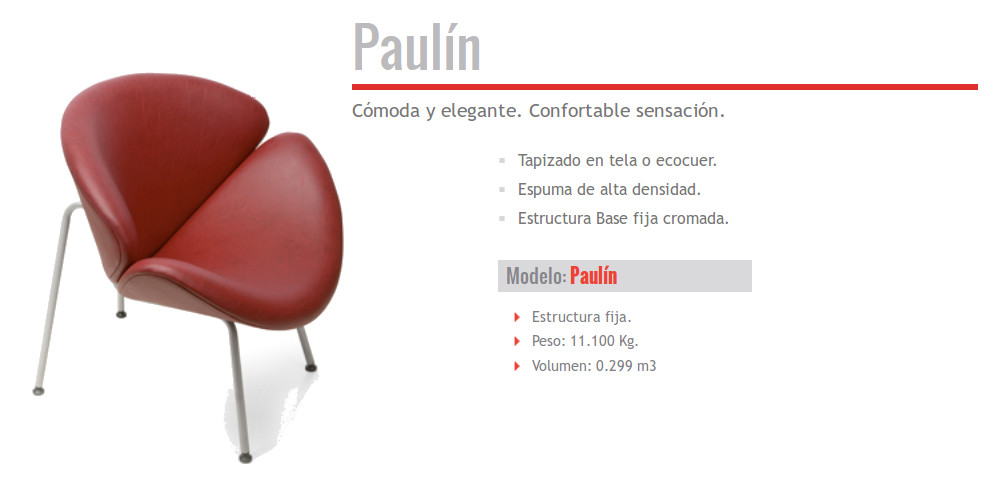 Paulín
Cómoda y elegante. Confortable sensación.
Tapizado en tela o ecocuer.
Espuma de alta densidad.
Estructura Base fija cromada.
Modelo: Paulín
Estructura fija.
Peso: 11.100 Kg.
Volumen: 0.299 m3